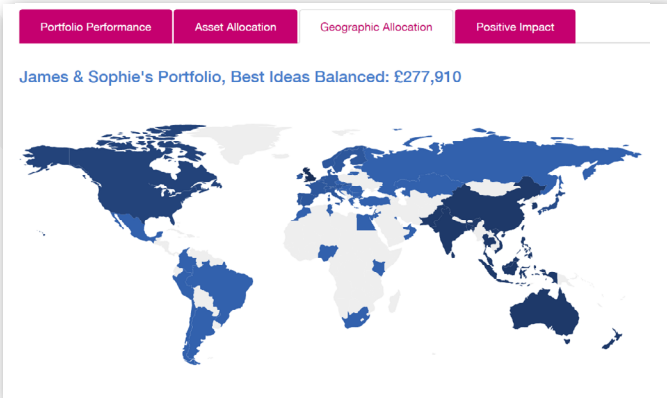 Portfolio Performance
Asset Allocation
Geographic Allocation
Positive Impact
James & Sophie's Portfolio, Best Ideas Balanced: £277,910